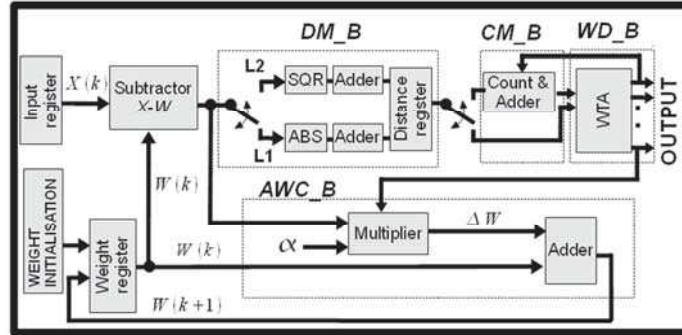 DM_B
CM_B
WD_B
Input
register
X(k)
Subtractor
X-W
L2
SQR
Adder
L1
ABS
Adder
Distance
register
Count &
Adder
WTA
OUTPUT
W(k)
AWC_B
WEIGHT
INITIALISATION
Weight
register
W(k)
α
Multiplier
ΔW
Adder
W(k+1)